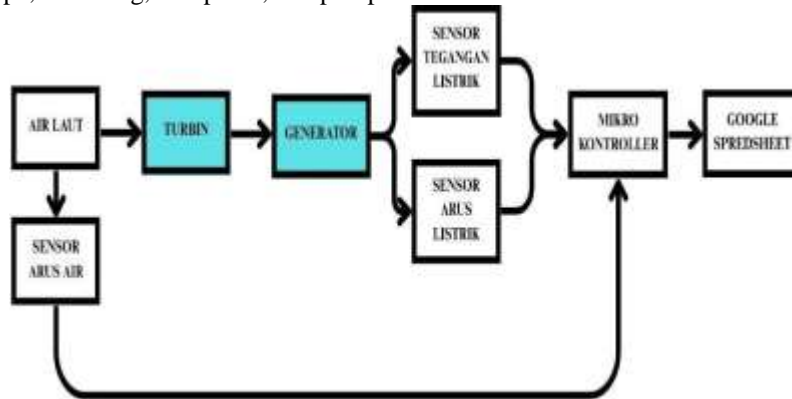 SENSOR
TEGANGAN
LISTRIK
AIR LAUT
TURBIN
GENERATOR
MIKRO
KONTROLLER
GOOGLE
SPREDSHEET
SENSOR
ARUS
LISTRIK
SENSOR
ARUS AIR